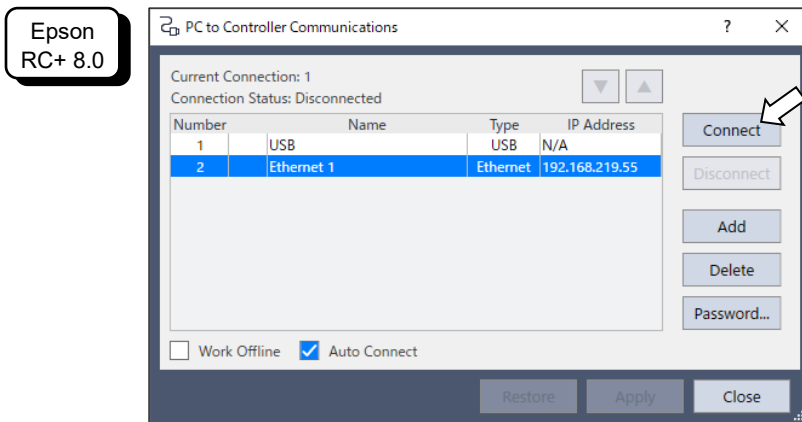 Epson
RC+ 8.0
PC to Controller Communications
Current Connection: 1
Connection Status: Disconnected
Number Name Type IP Address
1 USB USB N/A
2 Ethernet 1 Ethernet 192.168.219.55
Connect
Disconnect
Add
Delete
Password...
Work Offline Auto Connect
Restore Apply Close